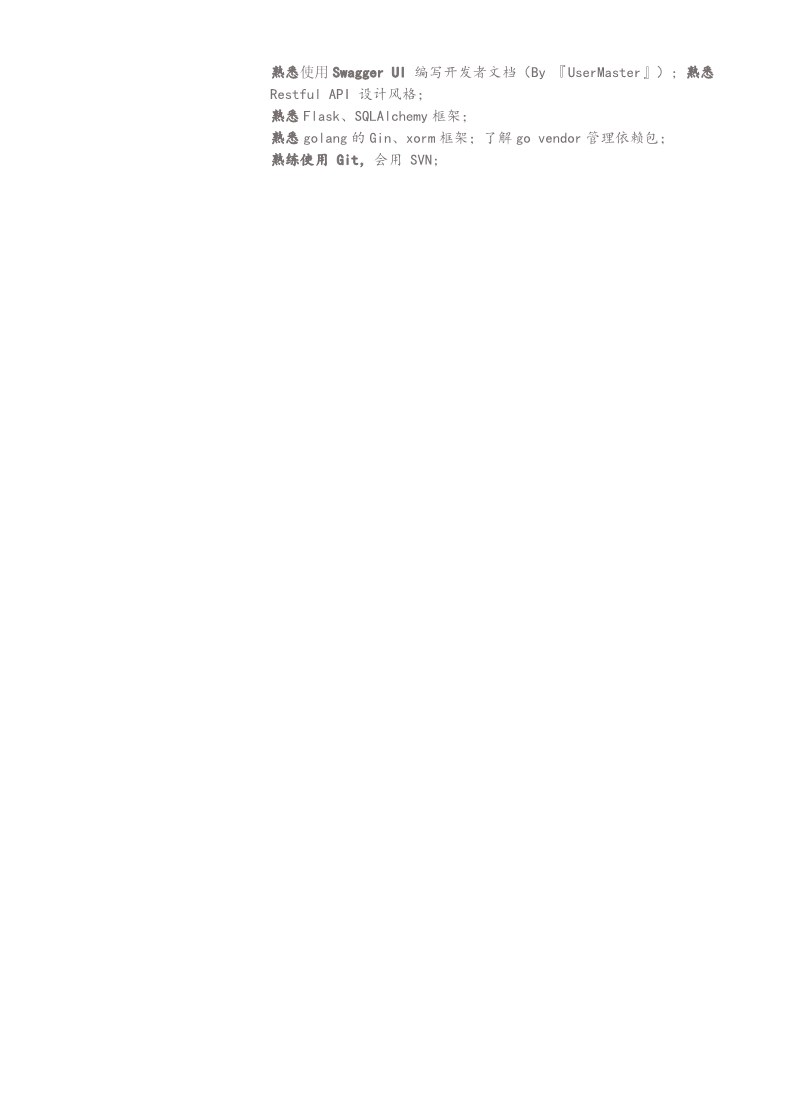 熟悉使用 Swagger UI 编写开发者文档（By 『UserMaster』）; 熟悉
Restful API 设计风格;
熟悉 Flask、SQLAlchemy 框架;
熟悉 golang 的 Gin、xorm 框架; 了解 go vendor 管理依赖包;
熟练使用 Git, 会用 SVN;